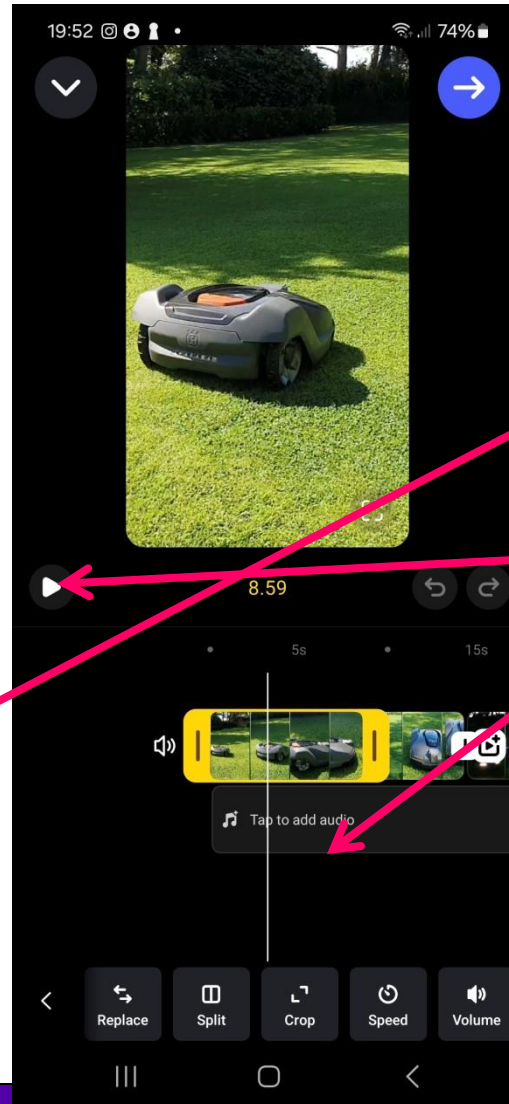 19:52
74%
8.59
5s
15s
Tap to add audio
Replace
Split
Crop
Speed
Volume